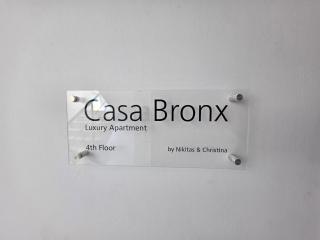 Casa Bronx
Luxury Apartment
4th Floor by Nikitas & Christina